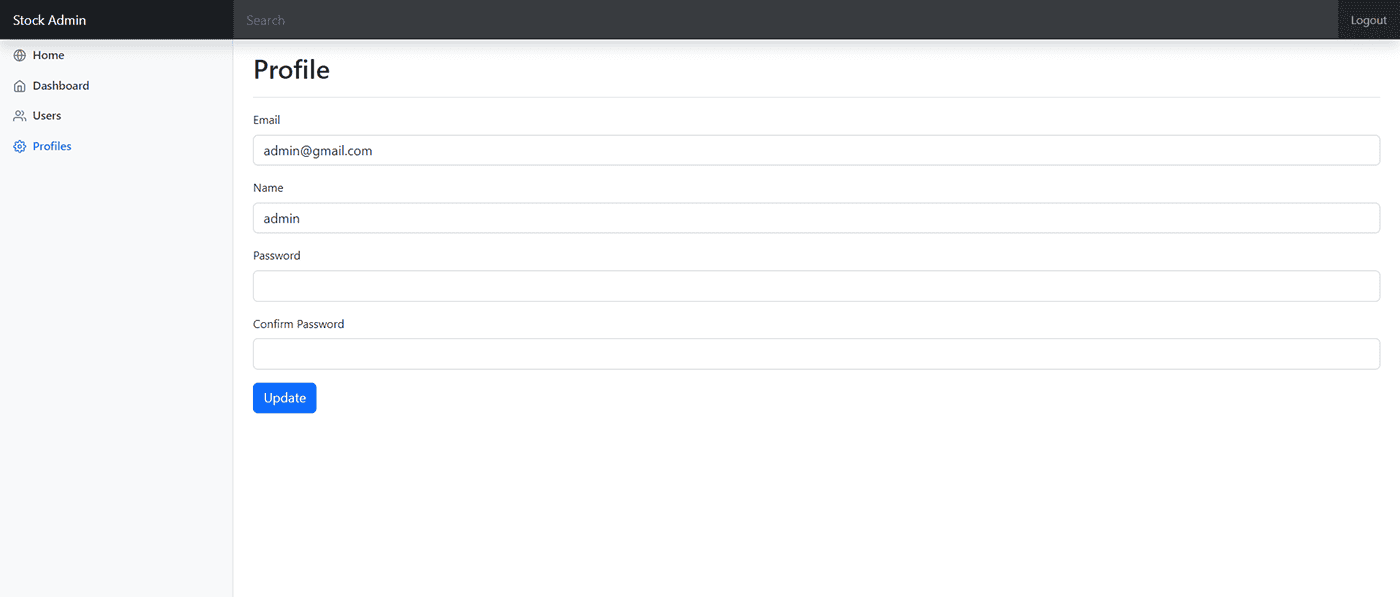 Stock Admin
Search
Logout
Home
Dashboard
Users
Profiles
Profile
Email
admin@gmail.com
Name
admin
Password
Confirm Password
Update